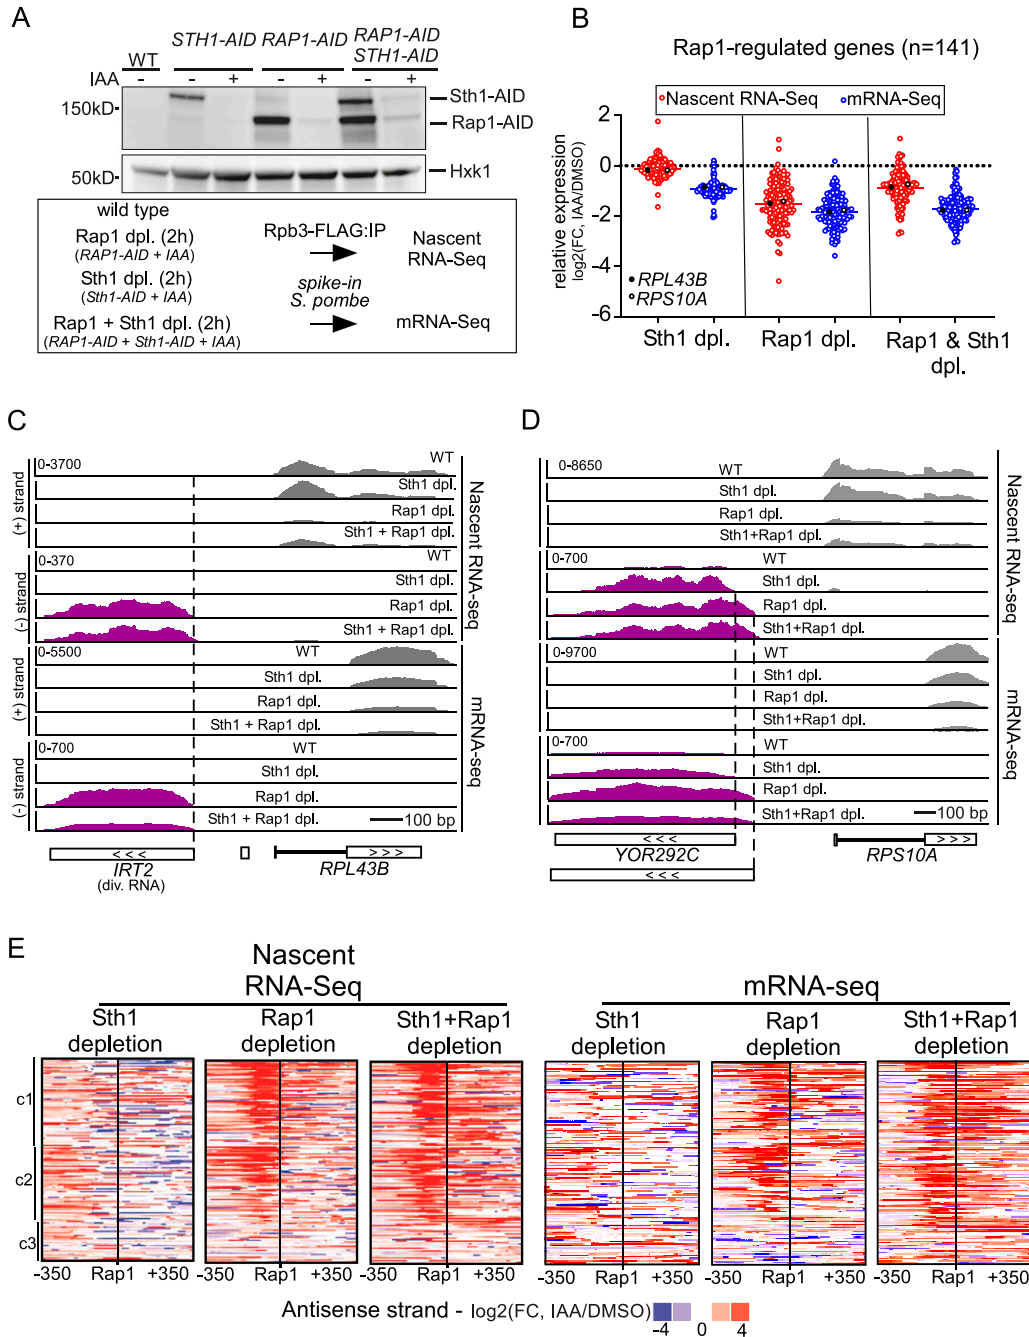 A
WT
STH1-AID
RAP1-AID
RAP1-AID
STH1-AID
IAA - - + - + - +
150kD
Sth1-AID
Rap1-AID
50kD
Hxk1
wild type
Rap1 dpl. (2h)
(RAP1-AID + IAA)
Sth1 dpl. (2h)
(Sth1-AID + IAA)
Rap1 + Sth1 dpl. (2h)
(RAP1-AID + Sth1-AID + IAA)
Rpb3-FLAG:IP
spike-in
S. pombe
Nascent
RNA-Seq
mRNA-Seq
B
Rap1-regulated genes (n=141)
Nascent RNA-Seq mRNA-Seq
relative expression
log2(FC, IAA/DMSO)
2
0
-2
-4
-6
RPL43B
RPS10A
Sth1 dpl.
Rap1 dpl.
Rap1 & Sth1
dpl.
C
(+) strand
0-3700
WT
Sth1 dpl.
Rap1 dpl.
Sth1 + Rap1 dpl.
(-) strand
0-370
WT
Sth1 dpl.
Rap1 dpl.
Sth1 + Rap1 dpl.
Nascent RNA-seq
(+) strand
0-5500
WT
Sth1 dpl.
Rap1 dpl.
Sth1 + Rap1 dpl.
(-) strand
0-700
WT
Sth1 dpl.
Rap1 dpl.
Sth1 + Rap1 dpl.
100 bp
mRNA-seq
<<<
IRT2
(div. RNA)
>>>
RPL43B
D
0-8650
WT
Sth1 dpl.
Rap1 dpl.
Sth1+Rap1 dpl.
0-700
WT
Sth1 dpl.
Rap1 dpl.
Sth1+Rap1 dpl.
Nascent RNA-seq
0-9700
WT
Sth1 dpl.
Rap1 dpl.
Sth1+Rap1 dpl.
0-700
WT
Sth1 dpl.
Rap1 dpl.
Sth1+Rap1 dpl.
100 bp
mRNA-seq
<<<
YOR292C
<<<
>>>
RPS10A
E
Nascent
RNA-Seq
mRNA-seq
Sth1
depletion
Rap1
depletion
Sth1+Rap1
depletion
Sth1
depletion
Rap1
depletion
Sth1+Rap1
depletion
c1
c2
c3
-350 Rap1 +350
-350 Rap1 +350
-350 Rap1 +350
-350 Rap1 +350
-350 Rap1 +350
-350 Rap1 +350
Antisense strand - log2(FC, IAA/DMSO)
-4 0 4